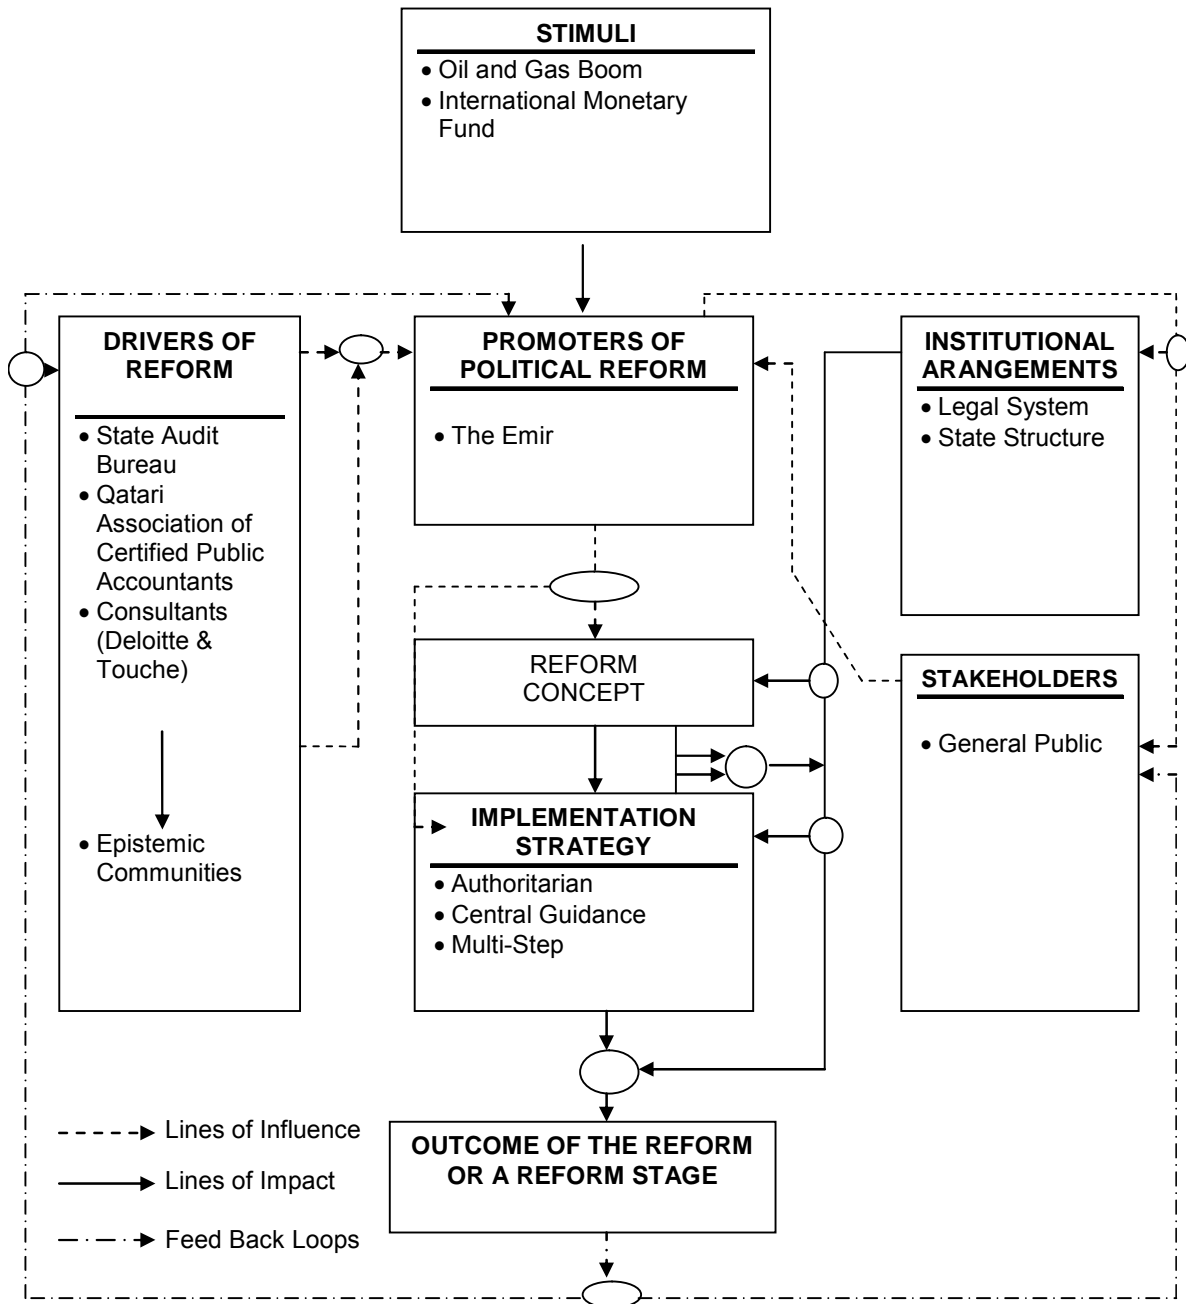 STIMULI
• Oil and Gas Boom
• International Monetary
Fund
DRIVERS OF
REFORM
• State Audit
Bureau
• Qatari
Association of
Certified Public
Accountants
• Consultants
(Deloitte &
Touche)
• Epistemic
Communities
PROMOTERS OF
POLITICAL REFORM
• The Emir
INSTITUTIONAL
ARANGEMENTS
• Legal System
• State Structure
REFORM
CONCEPT
STAKEHOLDERS
• General Public
IMPLEMENTATION
STRATEGY
• Authoritarian
• Central Guidance
• Multi-Step
OUTCOME OF THE REFORM
OR A REFORM STAGE
Lines of Influence
Lines of Impact
Feed Back Loops